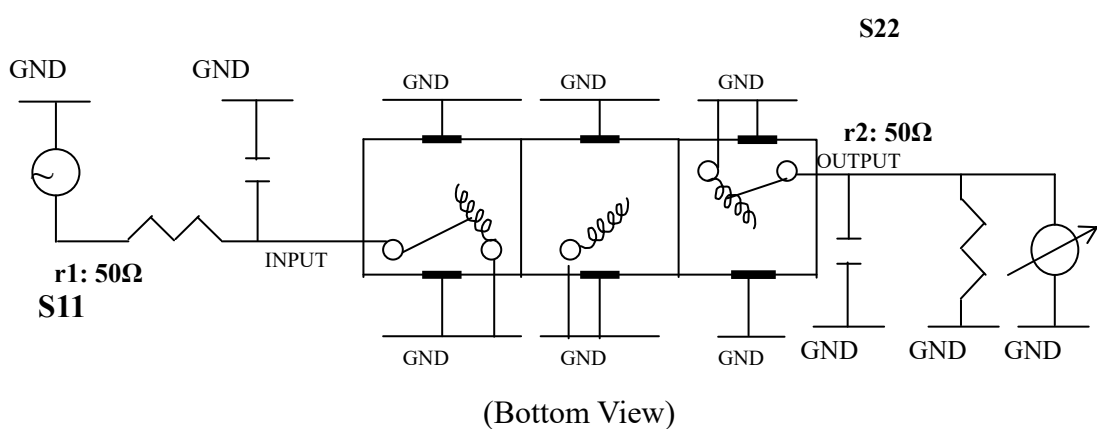 S22
GND
GND
GND
GND
GND
r2: 50Ω
OUTPUT
INPUT
r1: 50Ω
S11
GND
GND
GND
GND
GND
GND
(Bottom View)